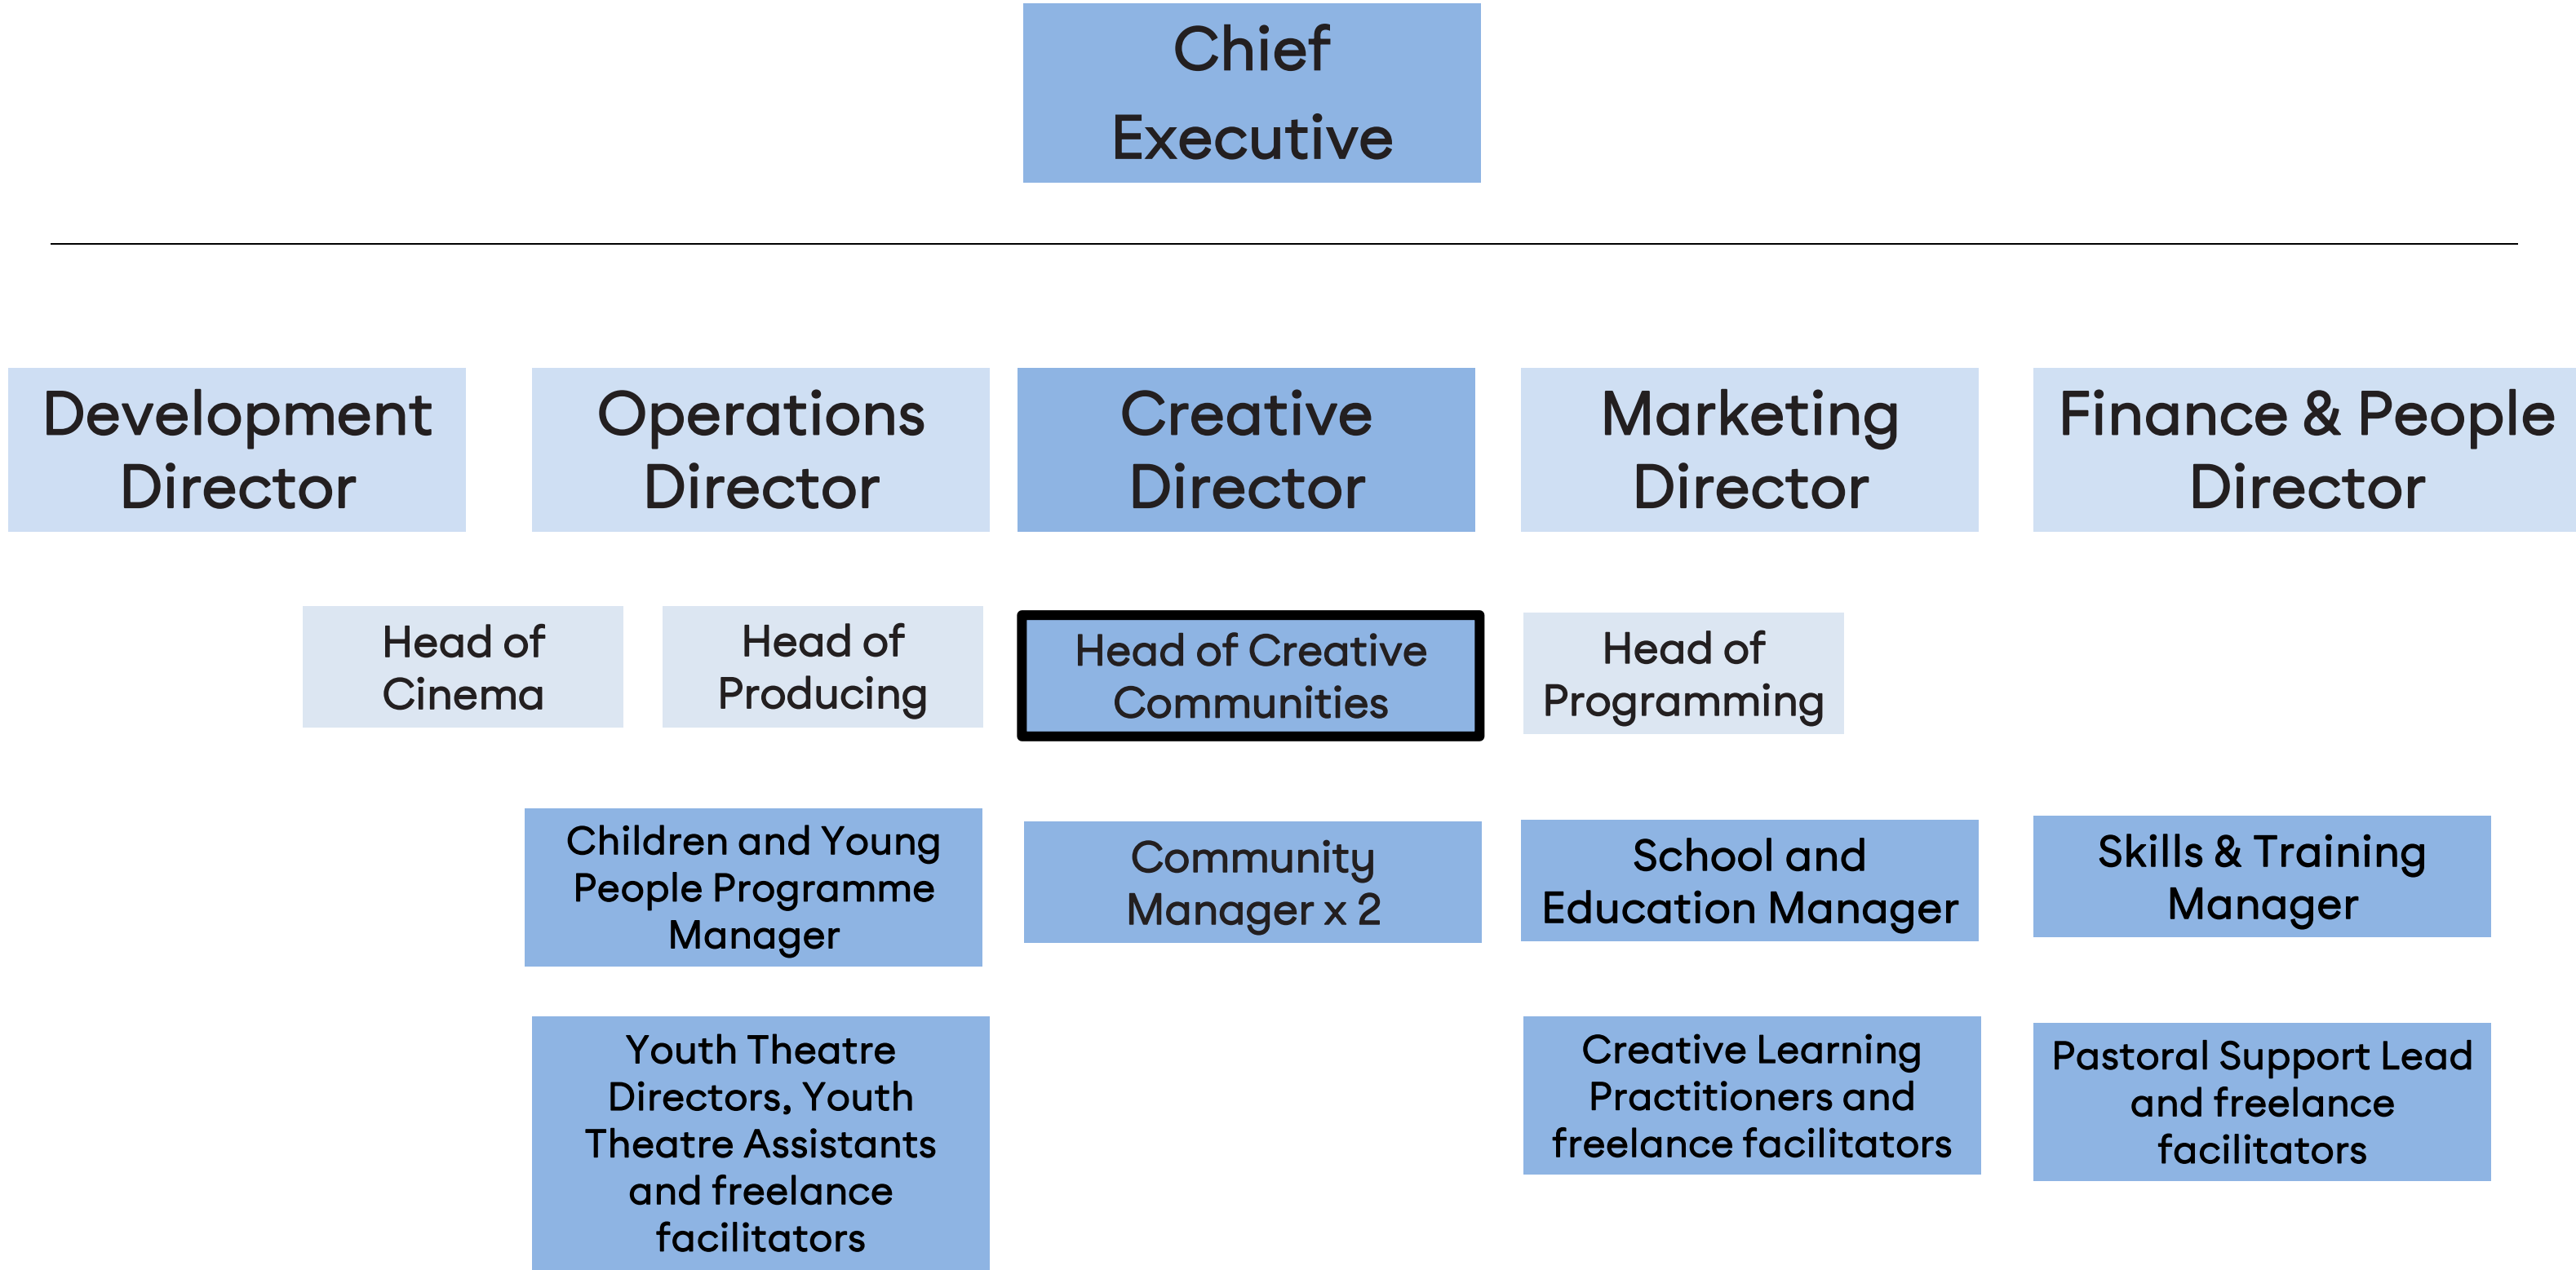 Chief
Executive
Development
Director
Operations
Director
Creative
Director
Marketing
Director
Finance & People
Director
Head of
Cinema
Head of
Producing
Head of Creative
Communities
Head of
Programming
Children and Young
People Programme
Manager
Community
Manager x 2
School and
Education Manager
Skills & Training
Manager
Youth Theatre
Directors, Youth
Theatre Assistants
and freelance
facilitators
Creative Learning
Practitioners and
freelance facilitators
Pastoral Support Lead
and freelance
facilitators